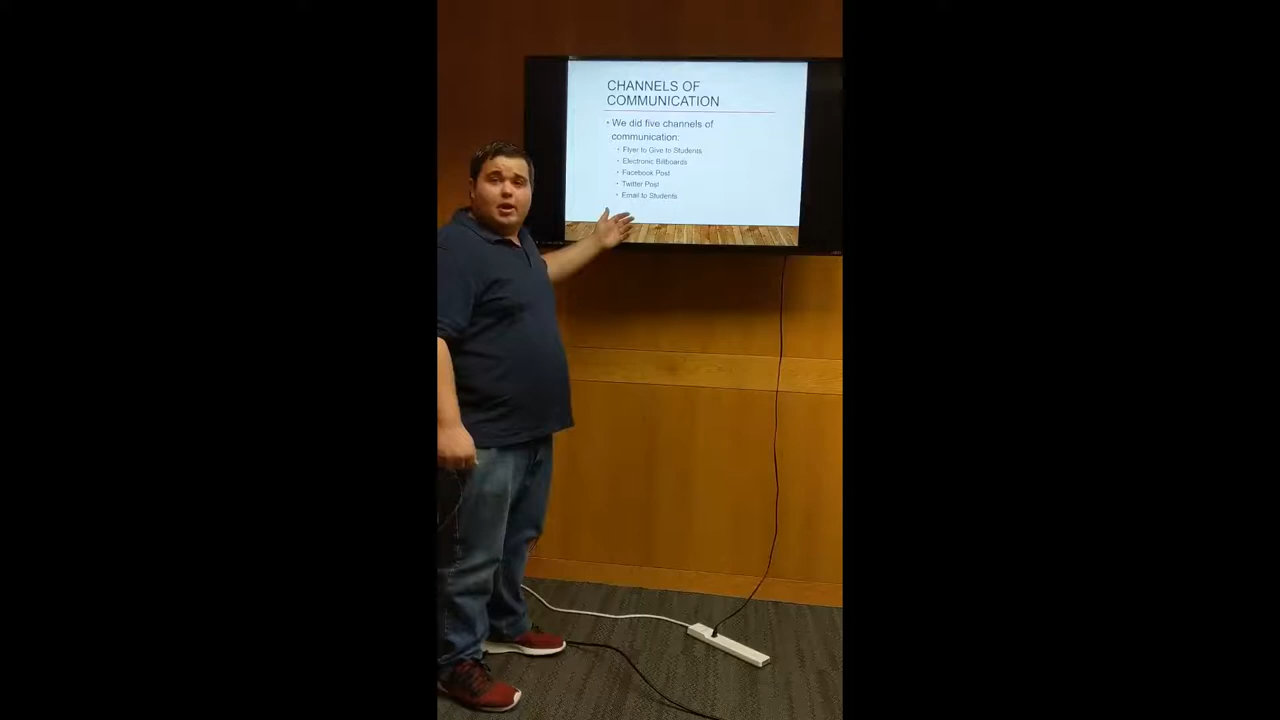 CHANNELS OF
COMMUNICATION
• We did five channels of
communication:
• Flyer to Give to Students
• Electronic Billboards
• Facebook Post
• Twitter Post
• Email to Students